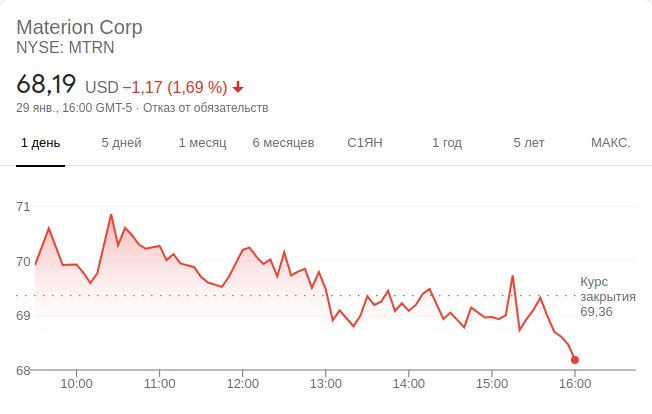 Materion Corp
NYSE: MTRN
68,19 USD −1,17 (1,69 %)
29 янв., 16:00 GMT-5 · Отказ от обязательств
1 день 5 дней 1 месяц 6 месяцев С1ЯН 1 год 5 лет МАКС.
71
70
69
68
Курс
закрытия
69,36
10:00 11:00 12:00 13:00 14:00 15:00 16:00